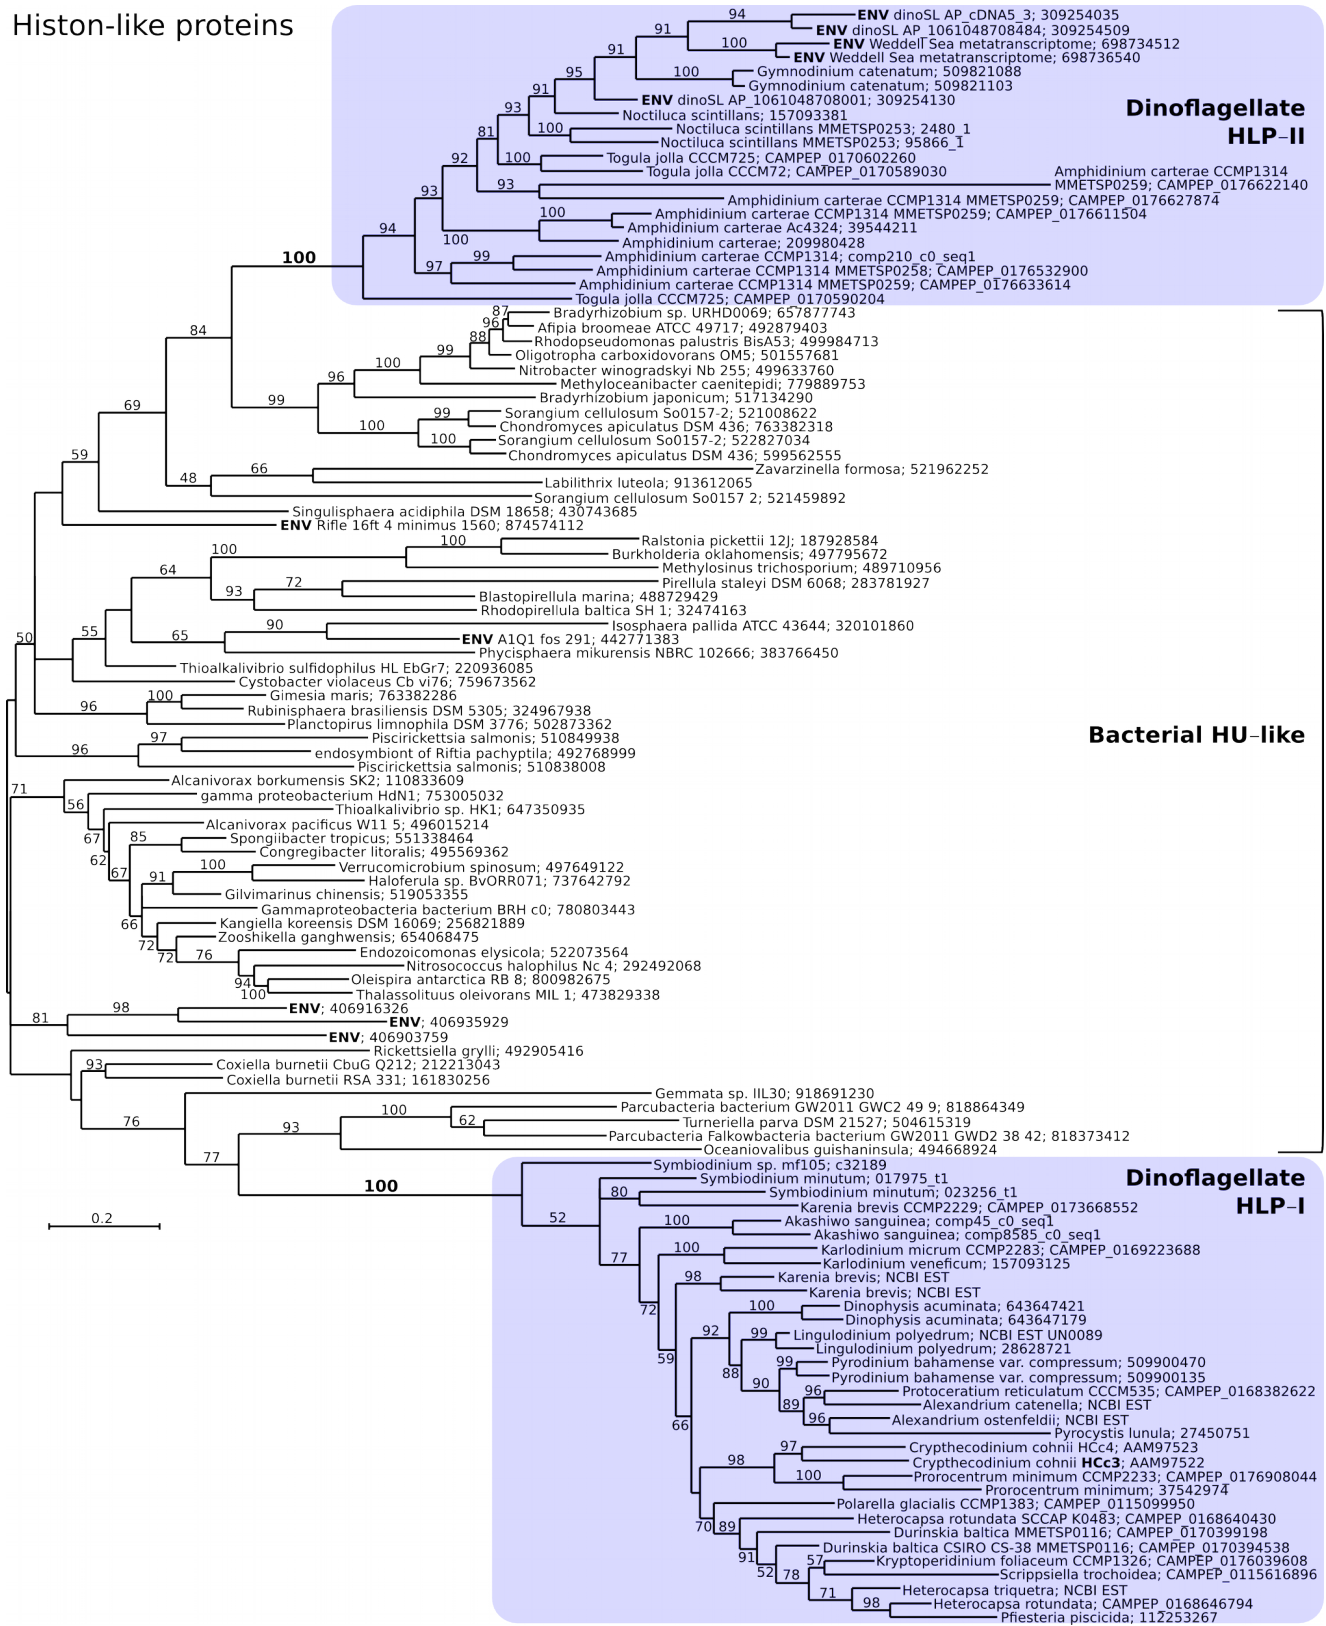 Histon-like proteins
94
ENV dinoSL AP_cDNA5_3; 309254035
91
ENV dinoSL AP_1061048708484; 309254509
100
ENV Weddell Sea metatranscriptome; 698734512
91
ENV Weddell Sea metatranscriptome; 698736540
100
Gymnodinium catenatum; 509821088
95
Gymnodinium catenatum; 509821103
91
ENV dinoSL AP_1061048708001; 309254130
Dinoflagellate
HLP-II
93
Noctiluca scintillans; 157093381
100
Noctiluca scintillans MMETSP0253; 2480_1
81
Noctiluca scintillans MMETSP0253; 95866_1
92
100
Togula jolla CCCM725; CAMPEP_0170602260
Togula jolla CCCM72; CAMPEP_0170589030
Amphidinium carterae CCMP1314
93
MMETSP0259; CAMPEP_0176622140
93
Amphidinium carterae CCMP1314 MMETSP0259; CAMPEP_0176627874
100
Amphidinium carterae CCMP1314 MMETSP0259; CAMPEP_0176611504
94
Amphidinium carterae Ac4324; 39544211
100
Amphidinium carterae; 209980428
100
99
Amphidinium carterae CCMP1314; comp210_c0_seq1
97
Amphidinium carterae CCMP1314 MMETSP0258; CAMPEP_0176532900
Amphidinium carterae CCMP1314 MMETSP0259; CAMPEP_0176633614
Togula jolla CCCM725; CAMPEP_0170590204
87
Bradyrhizobium sp. URHD0069; 657877743
84
96
Afipia broomeae ATCC 49717; 492879403
88
Rhodopseudomonas palustris BisA53; 499984713
99
Oligotropha carboxidovorans OM5; 501557681
100
Nitrobacter winogradskyi Nb 255; 499633760
96
Methyloceanibacter caenitepidi; 779889753
99
Bradyrhizobium japonicum; 517134290
69
99
Sorangium cellulosum So0157-2; 521008622
100
Chondromyces apiculatus DSM 436; 763382318
100
Sorangium cellulosum So0157-2; 522827034
59
Chondromyces apiculatus DSM 436; 599562555
66
Zavarzinella formosa; 521962252
48
Labilithrix luteola; 913612065
Sorangium cellulosum So0157 2; 521459892
Singulisphaera acidiphila DSM 18658; 430743685
ENV Rifle 16ft 4 minimus 1560; 874574112
100
100
Ralstonia pickettii 12J; 187928584
Burkholderia oklahomensis; 497795672
64
Methylosinus trichosporium; 489710956
72
Pirellula staleyi DSM 6068; 283781927
93
Blastopirellula marina; 488729429
Rhodopirellula baltica SH 1; 32474163
90
Isosphaera pallida ATCC 43644; 320101860
50
55
65
ENV A1Q1 fos 291; 442771383
Phycisphaera mikurensis NBRC 102666; 383766450
Thioalkalivibrio sulfidophilus HL EbGr7; 220936085
Cystobacter violaceus Cb vi76; 759673562
100
Gimesia maris; 763382286
96
Rubinisphaera brasiliensis DSM 5305; 324967938
Planctopirus limnophila DSM 3776; 502873362
Bacterial HU-like
97
Piscirickettsia salmonis; 510849938
96
endosymbiont of Riftia pachyptila; 492768999
Piscirickettsia salmonis; 510838008
71
Alcanivorax borkumensis SK2; 110833609
56
gamma proteobacterium HdN1; 753005032
Thioalkalivibrio sp. HK1; 647350935
67
Alcanivorax pacificus W11 5; 496015214
85
Spongiibacter tropicus; 551338464
62
Congregibacter litoralis; 495569362
67
100
Verrucomicrobium spinosum; 497649122
91
Haloferula sp. BvORR071; 737642792
Gilvimarinus chinensis; 519053355
66
Gammaproteobacteria bacterium BRH c0; 780803443
Kangiella koreensis DSM 16069; 256821889
72
Zooshikella ganghwensis; 654068475
72
76
Endozoicomonas elysicola; 522073564
Nitrosococcus halophilus Nc 4; 292492068
94
Oleispira antarctica RB 8; 800982675
100
Thalassolituus oleivorans MIL 1; 473829338
98
ENV; 406916326
81
ENV; 406935929
ENV; 406903759
Rickettsiella grylli; 492905416
93
Coxiella burnetii CbuG Q212; 212213043
Coxiella burnetii RSA 331; 161830256
Gemmata sp. IIL30; 918691230
76
100
Parcubacteria bacterium GW2011 GWC2 49 9; 818864349
93
62
Turneriella parva DSM 21527; 504615319
Parcubacteria Falkowbacteria bacterium GW2011 GWD2 38 42; 818373412
77
Oceaniovalibus guishaninsula; 494668924
Symbiodinium sp. mf105; c32189
Dinoflagellate
HLP-I
100
Symbiodinium minutum; 017975_t1
80
Symbiodinium minutum; 023256_t1
Karenia brevis CCMP2229; CAMPEP_0173668552
0.2
52
100
Akashiwo sanguinea; comp45_c0_seq1
Akashiwo sanguinea; comp8585_c0_seq1
77
100
Karlodinium micrum CCMP2283; CAMPEP_0169223688
Karlodinium veneficum; 157093125
98
Karenia brevis; NCBI EST
Karenia brevis; NCBI EST
72
100
Dinophysis acuminata; 643647421
Dinophysis acuminata; 643647179
92
99
Lingulodinium polyedrum; NCBI EST UN0089
Lingulodinium polyedrum; 28628721
59
99
Pyrodinium bahamense var. compressum; 509900470
88
Pyrodinium bahamense var. compressum; 509900135
90
96
Protoceratium reticulatum CCCM535; CAMPEP_0168382622
89
Alexandrium catenella; NCBI EST
96
Alexandrium ostenfeldii; NCBI EST
66
Pyrocystis lunula; 27450751
97
Crypthecodinium cohnii HCc4; AAM97523
98
Crypthecodinium cohnii HCc3; AAM97522
100
Prorocentrum minimum CCMP2233; CAMPEP_0176908044
Prorocentrum minimum; 37542974
Polarella glacialis CCMP1383; CAMPEP_0115099950
70
89
Heterocapsa rotundata SCCAP K0483; CAMPEP_0168640430
Durinskia baltica MMETSP0116; CAMPEP_0170399198
91
Durinskia baltica CSIRO CS-38 MMETSP0116; CAMPEP_0170394538
52
57
Kryptoperidinium foliaceum CCMP1326; CAMPEP_0176039608
78
Scrippsiella trochoidea; CAMPEP_0115616896
71
Heterocapsa triquetra; NCBI EST
98
Heterocapsa rotundata; CAMPEP_0168646794
Pfiesteria piscicida; 112253267